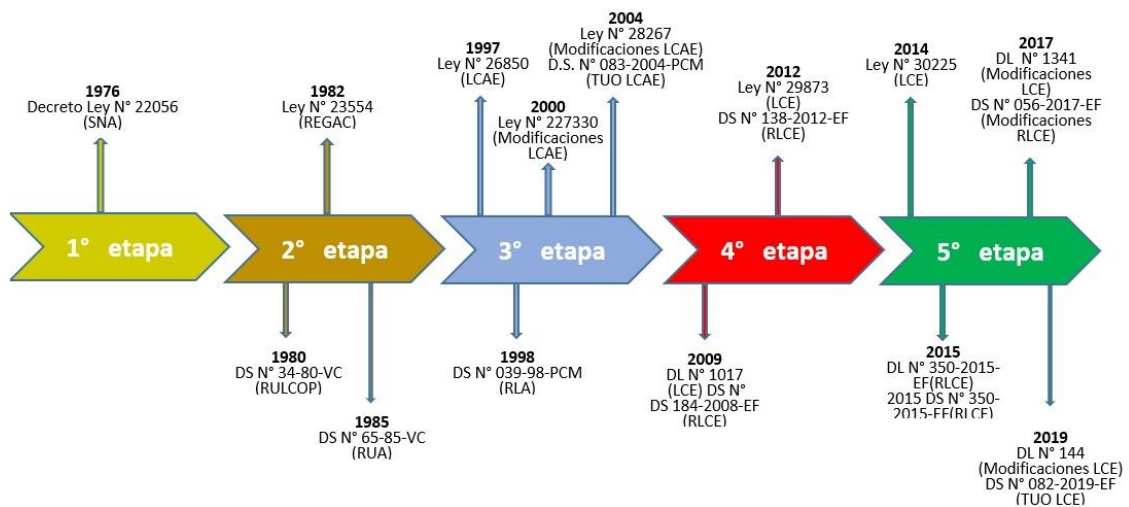 1976
Decreto Ley N° 22056
(SNA)
1982
Ley N° 23554
(REGAC)
1997
Ley N° 26850
(LCAE)
2000
Ley N° 227330
(Modificaciones
LCAE)
2004
Ley N° 28267
(Modificaciones LCAE)
D.S. N° 083-2004-PCM
(TUO LCAE)
2012
Ley N° 29873
(LCE)
DS N° 138-2012-EF
(RLCE)
2014
Ley N° 30225
(LCE)
2017
DL N° 1341
(Modificaciones
LCE)
DS N° 056-2017-EF
(Modificaciones
RLCE)
1° etapa
2° etapa
3° etapa
4° etapa
5° etapa
1980
DS N° 34-80-VC
(RULCOP)
1985
DS N° 65-85-VC
(RUA)
1998
DS N° 039-98-PCM
(RLA)
2009
DL N° 1017
(LCE) DS N°
DS 184-2008-EF
(RLCE)
2015
DL N° 350-2015-
EF(RLCE)
2015 DS N° 350-
2015-EF(RLCE)
2019
DL N° 144
(Modificaciones LCE)
DS N° 082-2019-EF
(TUO LCE)